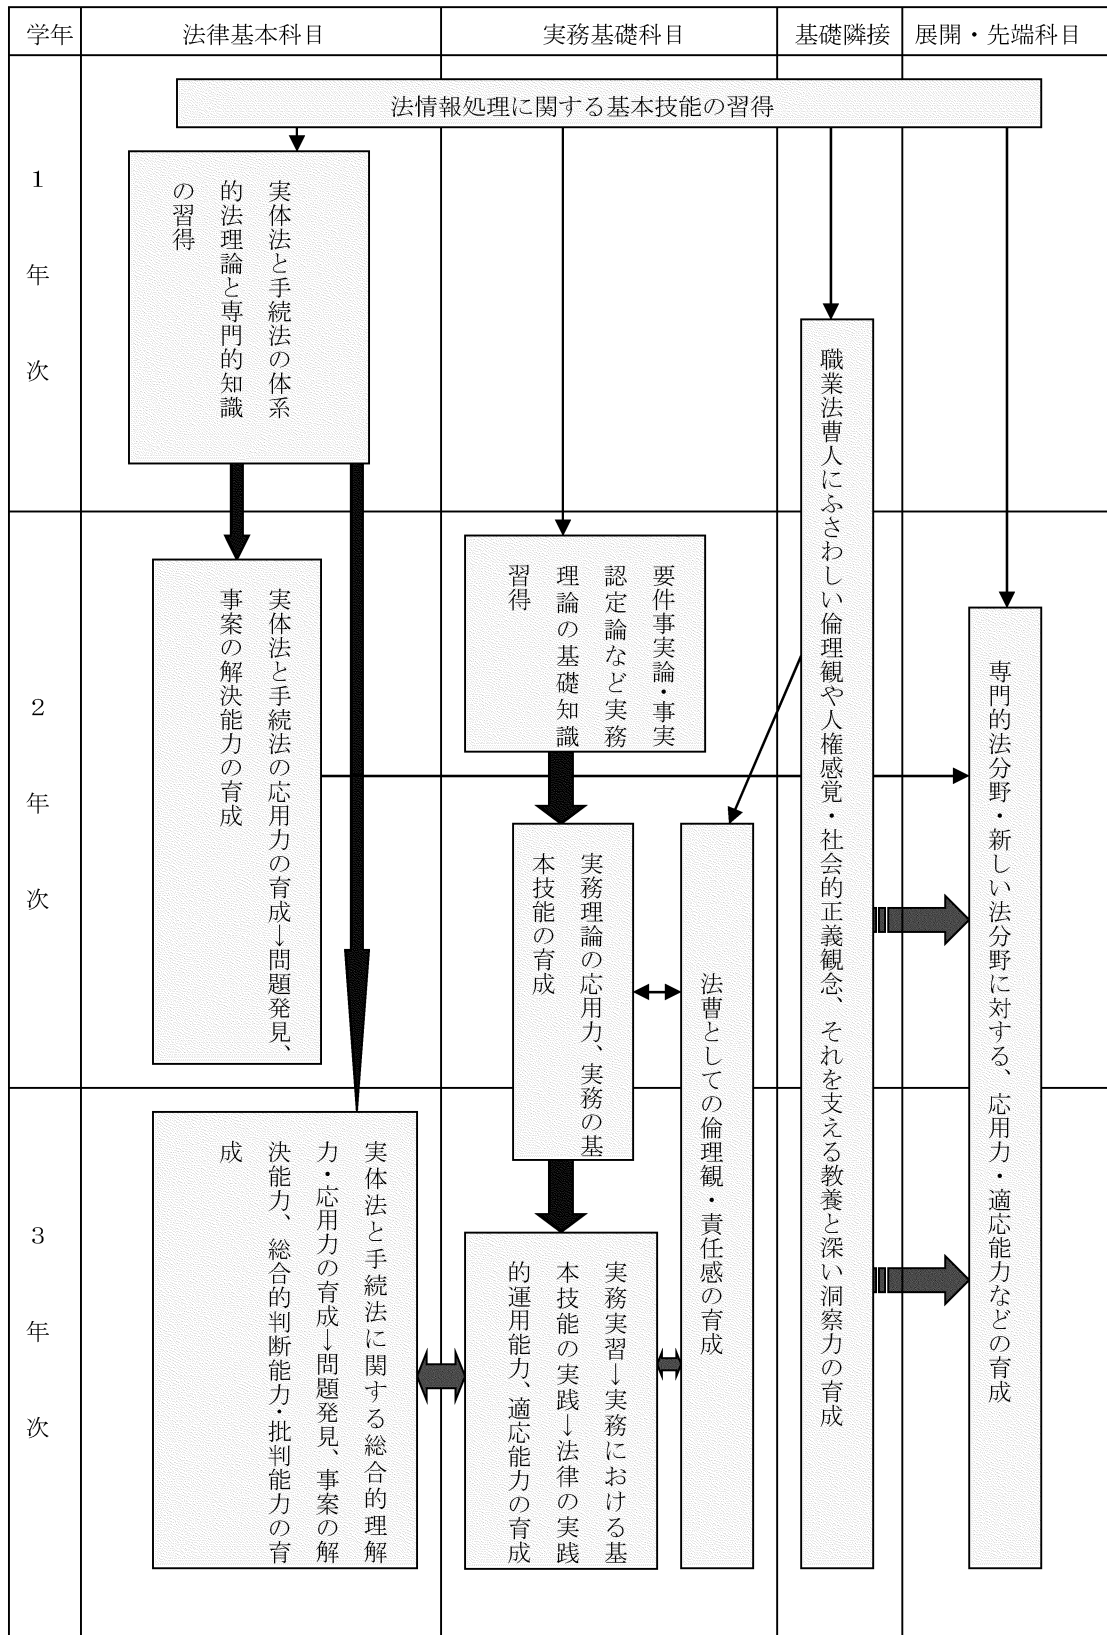 学年
法律基本科目
実務基礎科目
基礎隣接
展開・先端科目
法情報処理に関する基本技能の習得
1年次
実体法と手続法の体系
的法理論と専門的知識
の習得
職業法曹人にふさわしい倫理観や人権感覚・社会的正義観念、それを支える教養と深い洞察力の育成
2年次
実体法と手続法の応用力の育成→問題発見、
事案の解決能力の育成
要件事実論・事実
認定論など実務
理論の基礎知識
習得
実務理論の応用力、実務の基
本技能の育成
法曹としての倫理観・責任感の育成
専門的法分野・新しい法分野に対する、応用力・適応能力などの育成
3年次
実体法と手続法に関する総合的理解
力・応用力の育成→問題発見、事案の解
決能力、総合的判断能力・批判能力の育
成
実務実習→実務における基
本技能の実践→法律の実践
的運用能力、適応能力の育成